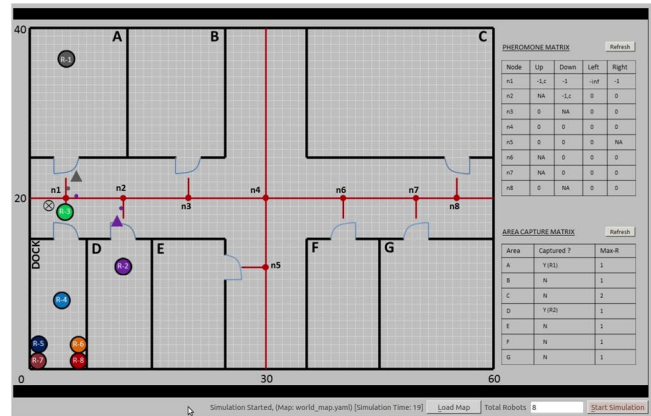 40
A
B
C
R-1
n1
n2
n3
n4
n6
n7
n8
20
R-3
DOCK
D
E
F
G
R-2
n5
R-4
R-5
R-6
R-7
R-8
0
30
60
PHEROMONE MATRIX Refresh
Node Up Down Left Right
n1 -1,c -1 -inf -1
n2 NA -1,c 0 0
n3 0 NA 0 0
n4 0 0 0 0
n5 0 0 0 NA
n6 NA 0 0 0
n7 NA 0 0 0
n8 0 NA 0 0
AREA CAPTURE MATRIX Refresh
Area Captured ? Max-R
A Y(R1) 1
B N 1
C N 2
D Y(R2) 1
E N 1
F N 1
G N 1
Simulation Started, (Map: world_map.yaml) [Simulation Time: 19] Load Map Total Robots 8 Start Simulation